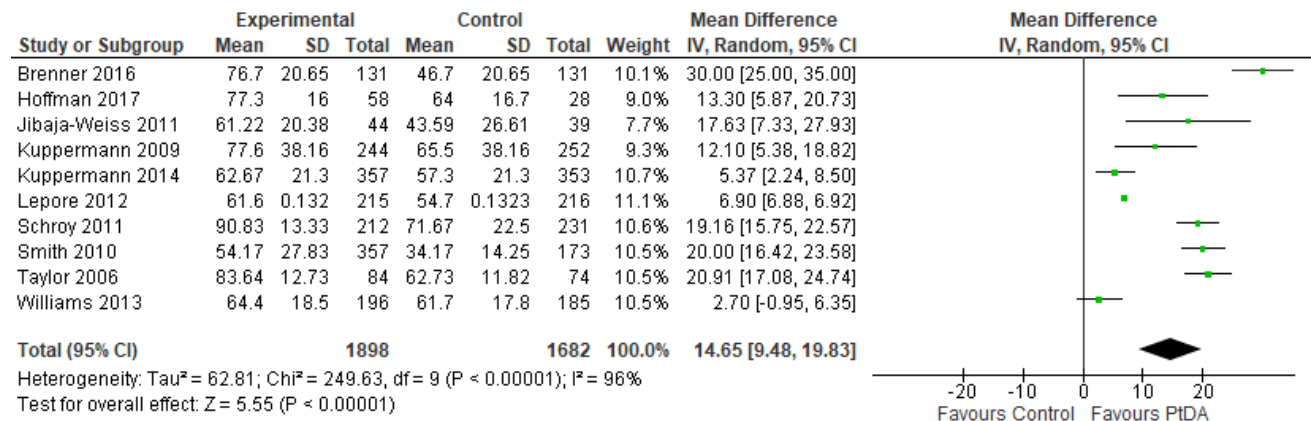 Experimental Control Mean Difference Mean Difference
Study or Subgroup Mean SD Total Mean SD Total Weight IV, Random, 95% CI IV, Random, 95% CI
Brenner 2016 76.7 20.65 131 46.7 20.65 131 10.1% 30.00 [25.00, 35.00]
Hoffman 2017 77.3 16 58 64 16.7 28 9.0% 13.30 [5.87, 20.73]
Jibaja-Weiss 2011 61.22 20.38 44 43.59 26.61 39 7.7% 17.63 [7.33, 27.93]
Kuppermann 2009 77.6 38.16 244 65.5 38.16 252 9.3% 12.10 [5.38, 18.82]
Kuppermann 2014 62.67 21.3 357 57.3 21.3 353 10.7% 5.37 [2.24, 8.50]
Lepore 2012 61.6 0.132 215 54.7 0.1323 216 11.1% 6.90 [6.88, 6.92]
Schroy 2011 90.83 13.33 212 71.67 22.5 231 10.6% 19.16 [15.75, 22.57]
Smith 2010 54.17 27.83 357 34.17 14.25 173 10.5% 20.00 [16.42, 23.58]
Taylor 2006 83.64 12.73 84 62.73 11.82 74 10.5% 20.91 [17.08, 24.74]
Williams 2013 64.4 18.5 196 61.7 17.8 185 10.5% 2.70 [-0.95, 6.35]
Total (95% CI) 1898 1682 100.0% 14.65 [9.48, 19.83]
Heterogeneity: Tau² = 62.81; Chi² = 249.63, df = 9 (P < 0.00001); I² = 96%
Test for overall effect: Z = 5.55 (P < 0.00001)
-20 -10 0 10 20
Favours Control Favours PtDA